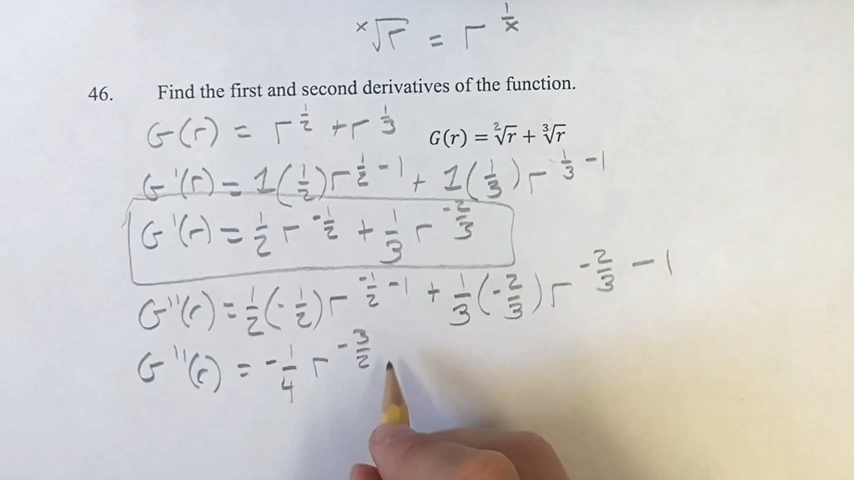 ˣ√r = r^(1/x)
46. Find the first and second derivatives of the function.
G(r) = r^(1/2) + r^(1/3)
G(r) = ²√r + ³√r
G'(r) = 1(1/2)r^(1/2 - 1) + 1(1/3)r^(1/3 - 1)
G'(r) = 1/2 r^(-1/2) + 1/3 r^(-2/3)
G''(r) = 1/2(-1/2)r^(-1/2 - 1) + 1/3(-2/3)r^(-2/3 - 1)
G''(r) = -1/4 r^(-3/2)